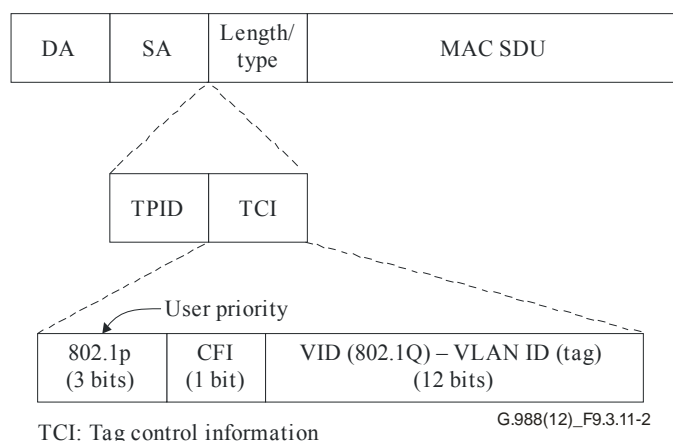 DA SA Length/
type MAC SDU
TPID TCI
User priority
802.1p
(3 bits)
CFI
(1 bit)
VID (802.1Q) – VLAN ID (tag)
(12 bits)
TCI: Tag control information
G.988(12)_F9.3.11-2